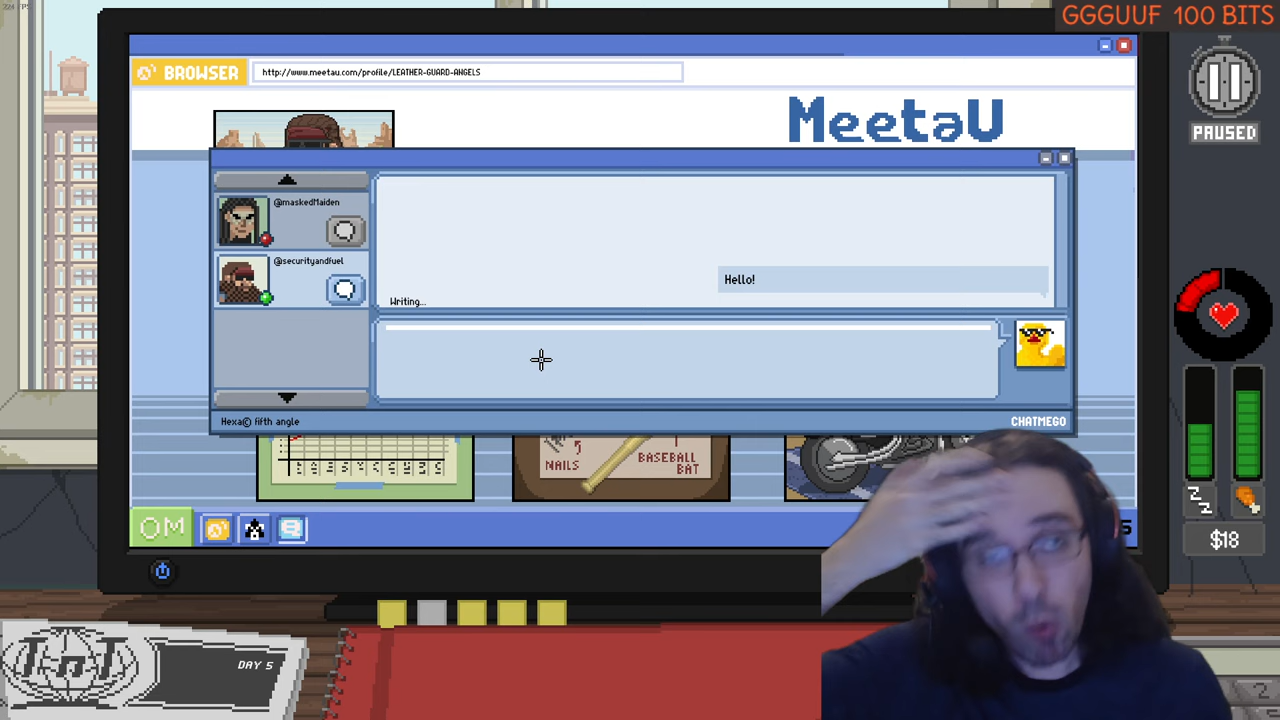 GGGUUF 100 BITS
BROWSER
http://www.meetau.com/profile/LEATHER-GUARD-ANGELS
MeetaU
PAUSED
@maskedMaiden
@securityandfuel
Hello!
Writing...
Hexa© fifth angle
CHATMEGO
NAILS
BASEBALL
BAT
OM
5
$18
DAY 5